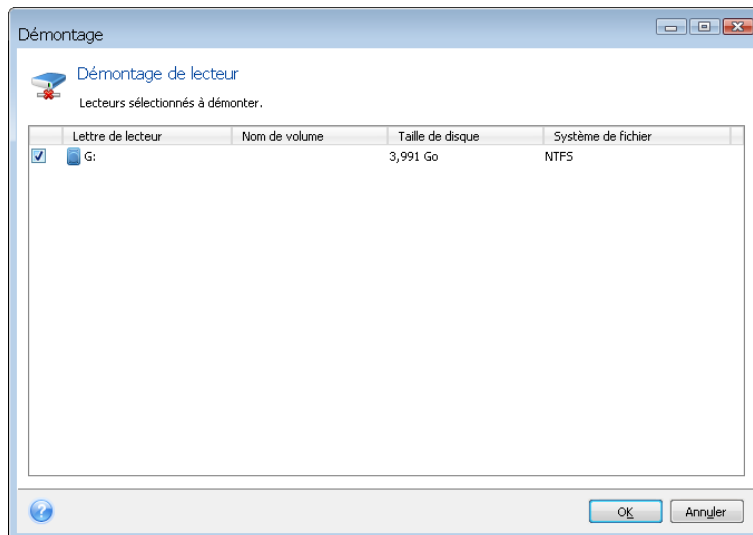 Démontage
Démontage de lecteur
Lecteurs sélectionnés à démonter.
Lettre de lecteur Nom de volume Taille de disque Système de fichier
G: 3,991 Go NTFS
? OK Annuler